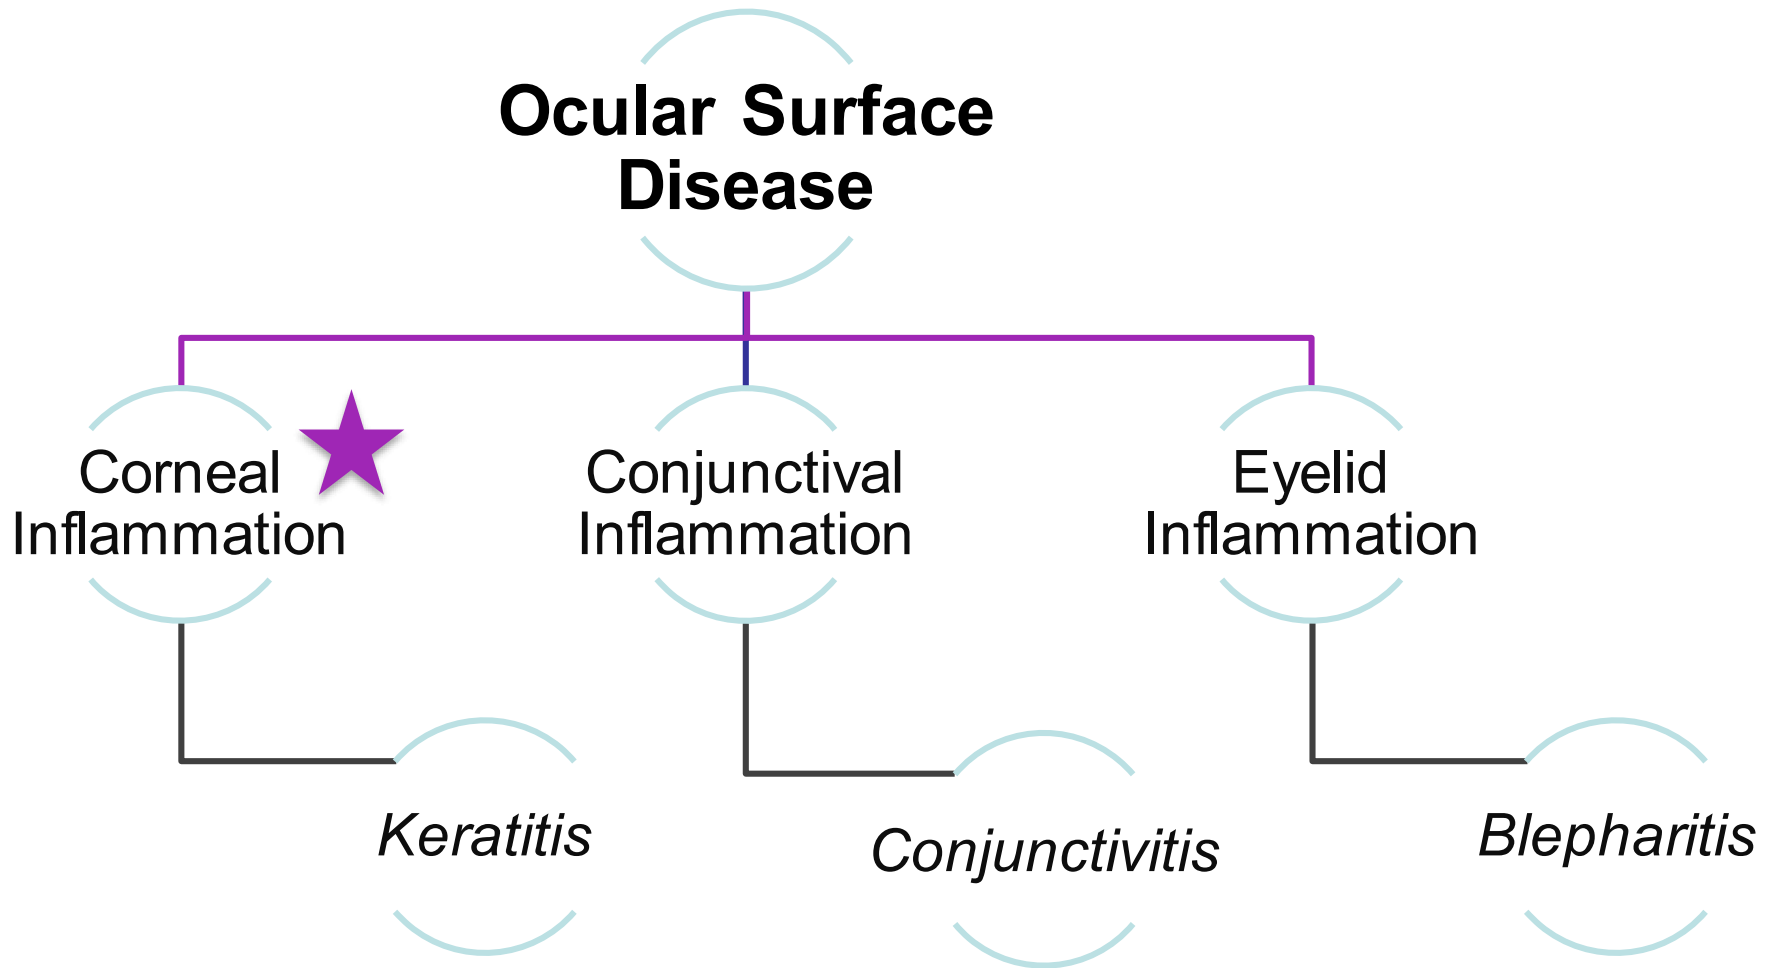 Ocular Surface
Disease
Corneal
Inflammation
Conjunctival
Inflammation
Eyelid
Inflammation
Keratitis
Conjunctivitis
Blepharitis